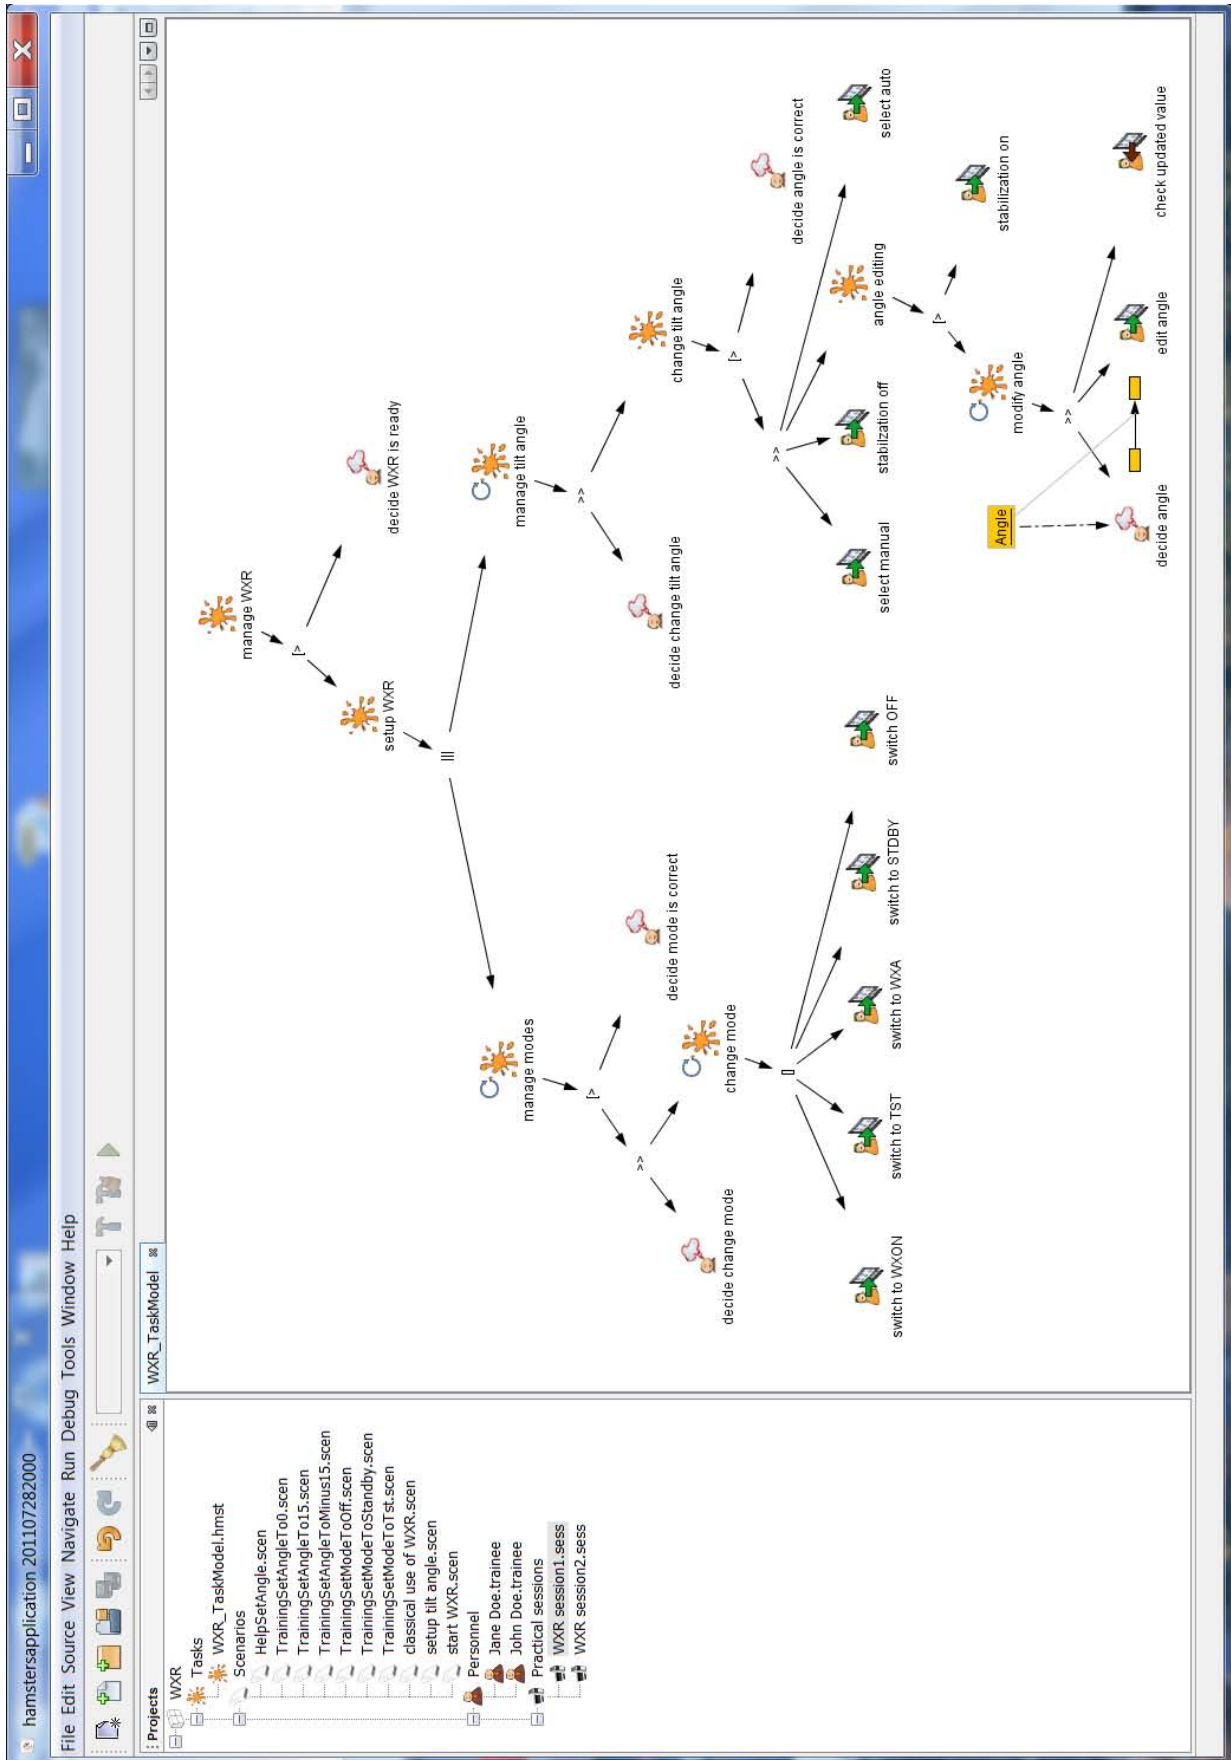 hamstersapplication 201107282000
File Edit Source View Navigate Run Debug Tools Window Help
Projects
WXR
Tasks
WXR_TaskModel.hmst
Scenarios
HelpSetAngle.scen
TrainingSetAngleTo0.scen
TrainingSetAngleTo15.scen
TrainingSetAngleToMinus15.scen
TrainingSetModeToOff.scen
TrainingSetModeToStandby.scen
TrainingSetModeToTst.scen
classical use of WXR.scen
setup tilt angle.scen
start WXR.scen
Personnel
Jane Doe.trainee
John Doe.trainee
Practical sessions
WXR session1.sess
WXR session2.sess
WXR_TaskModel
manage WXR
[>
setup WXR
decide WXR is ready
|||
manage modes
manage tilt angle
[>
>>
>>
decide mode is correct
decide change tilt angle
change tilt angle
decide change mode
change mode
[>
[]
>>
decide angle is correct
switch to WXON
switch to TST
switch to WXA
switch to STDBY
switch OFF
select manual
stabilization off
angle editing
select auto
[>
modify angle
stabilization on
Angle
>>
decide angle
edit angle
check updated value